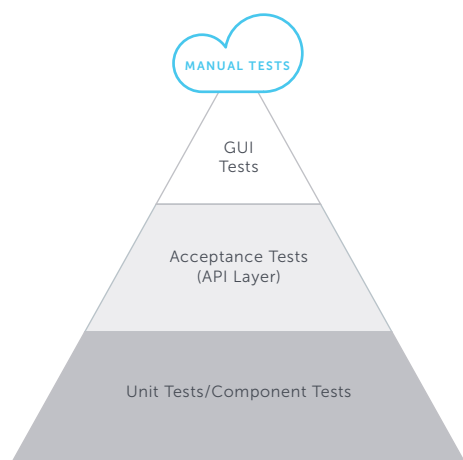 MANUAL TESTS
GUI
Tests
Acceptance Tests
(API Layer)
Unit Tests/Component Tests